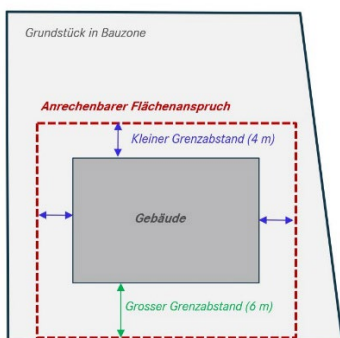 Grundstück in Bauzone
Anrechenbarer Flächenanspruch
Kleiner Grenzabstand (4 m)
Gebäude
Grosser Grenzabstand (6 m)